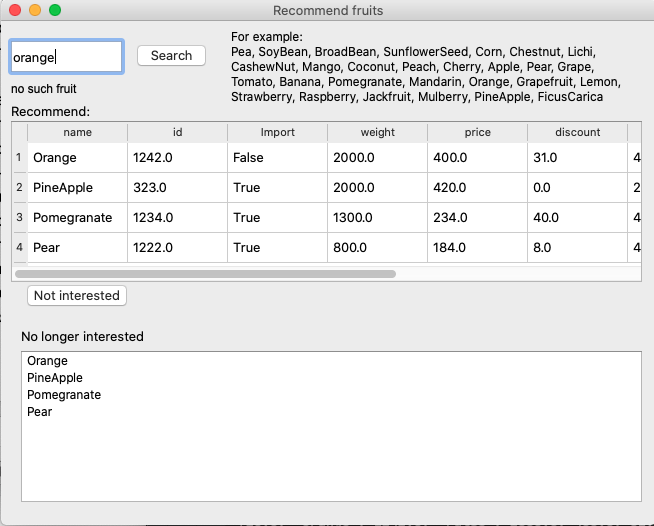 Recommend fruits
orange
Search
For example:
Pea, SoyBean, BroadBean, SunflowerSeed, Corn, Chestnut, Lichi,
CashewNut, Mango, Coconut, Peach, Cherry, Apple, Pear, Grape,
Tomato, Banana, Pomegranate, Mandarin, Orange, Grapefruit, Lemon,
Strawberry, Raspberry, Jackfruit, Mulberry, PineApple, FicusCarica
no such fruit
Recommend:
name id Import weight price discount
1 Orange 1242.0 False 2000.0 400.0 31.0 4
2 PineApple 323.0 True 2000.0 420.0 0.0 2
3 Pomegranate 1234.0 True 1300.0 234.0 40.0 4
4 Pear 1222.0 True 800.0 184.0 8.0 4
Not interested
No longer interested
Orange
PineApple
Pomegranate
Pear